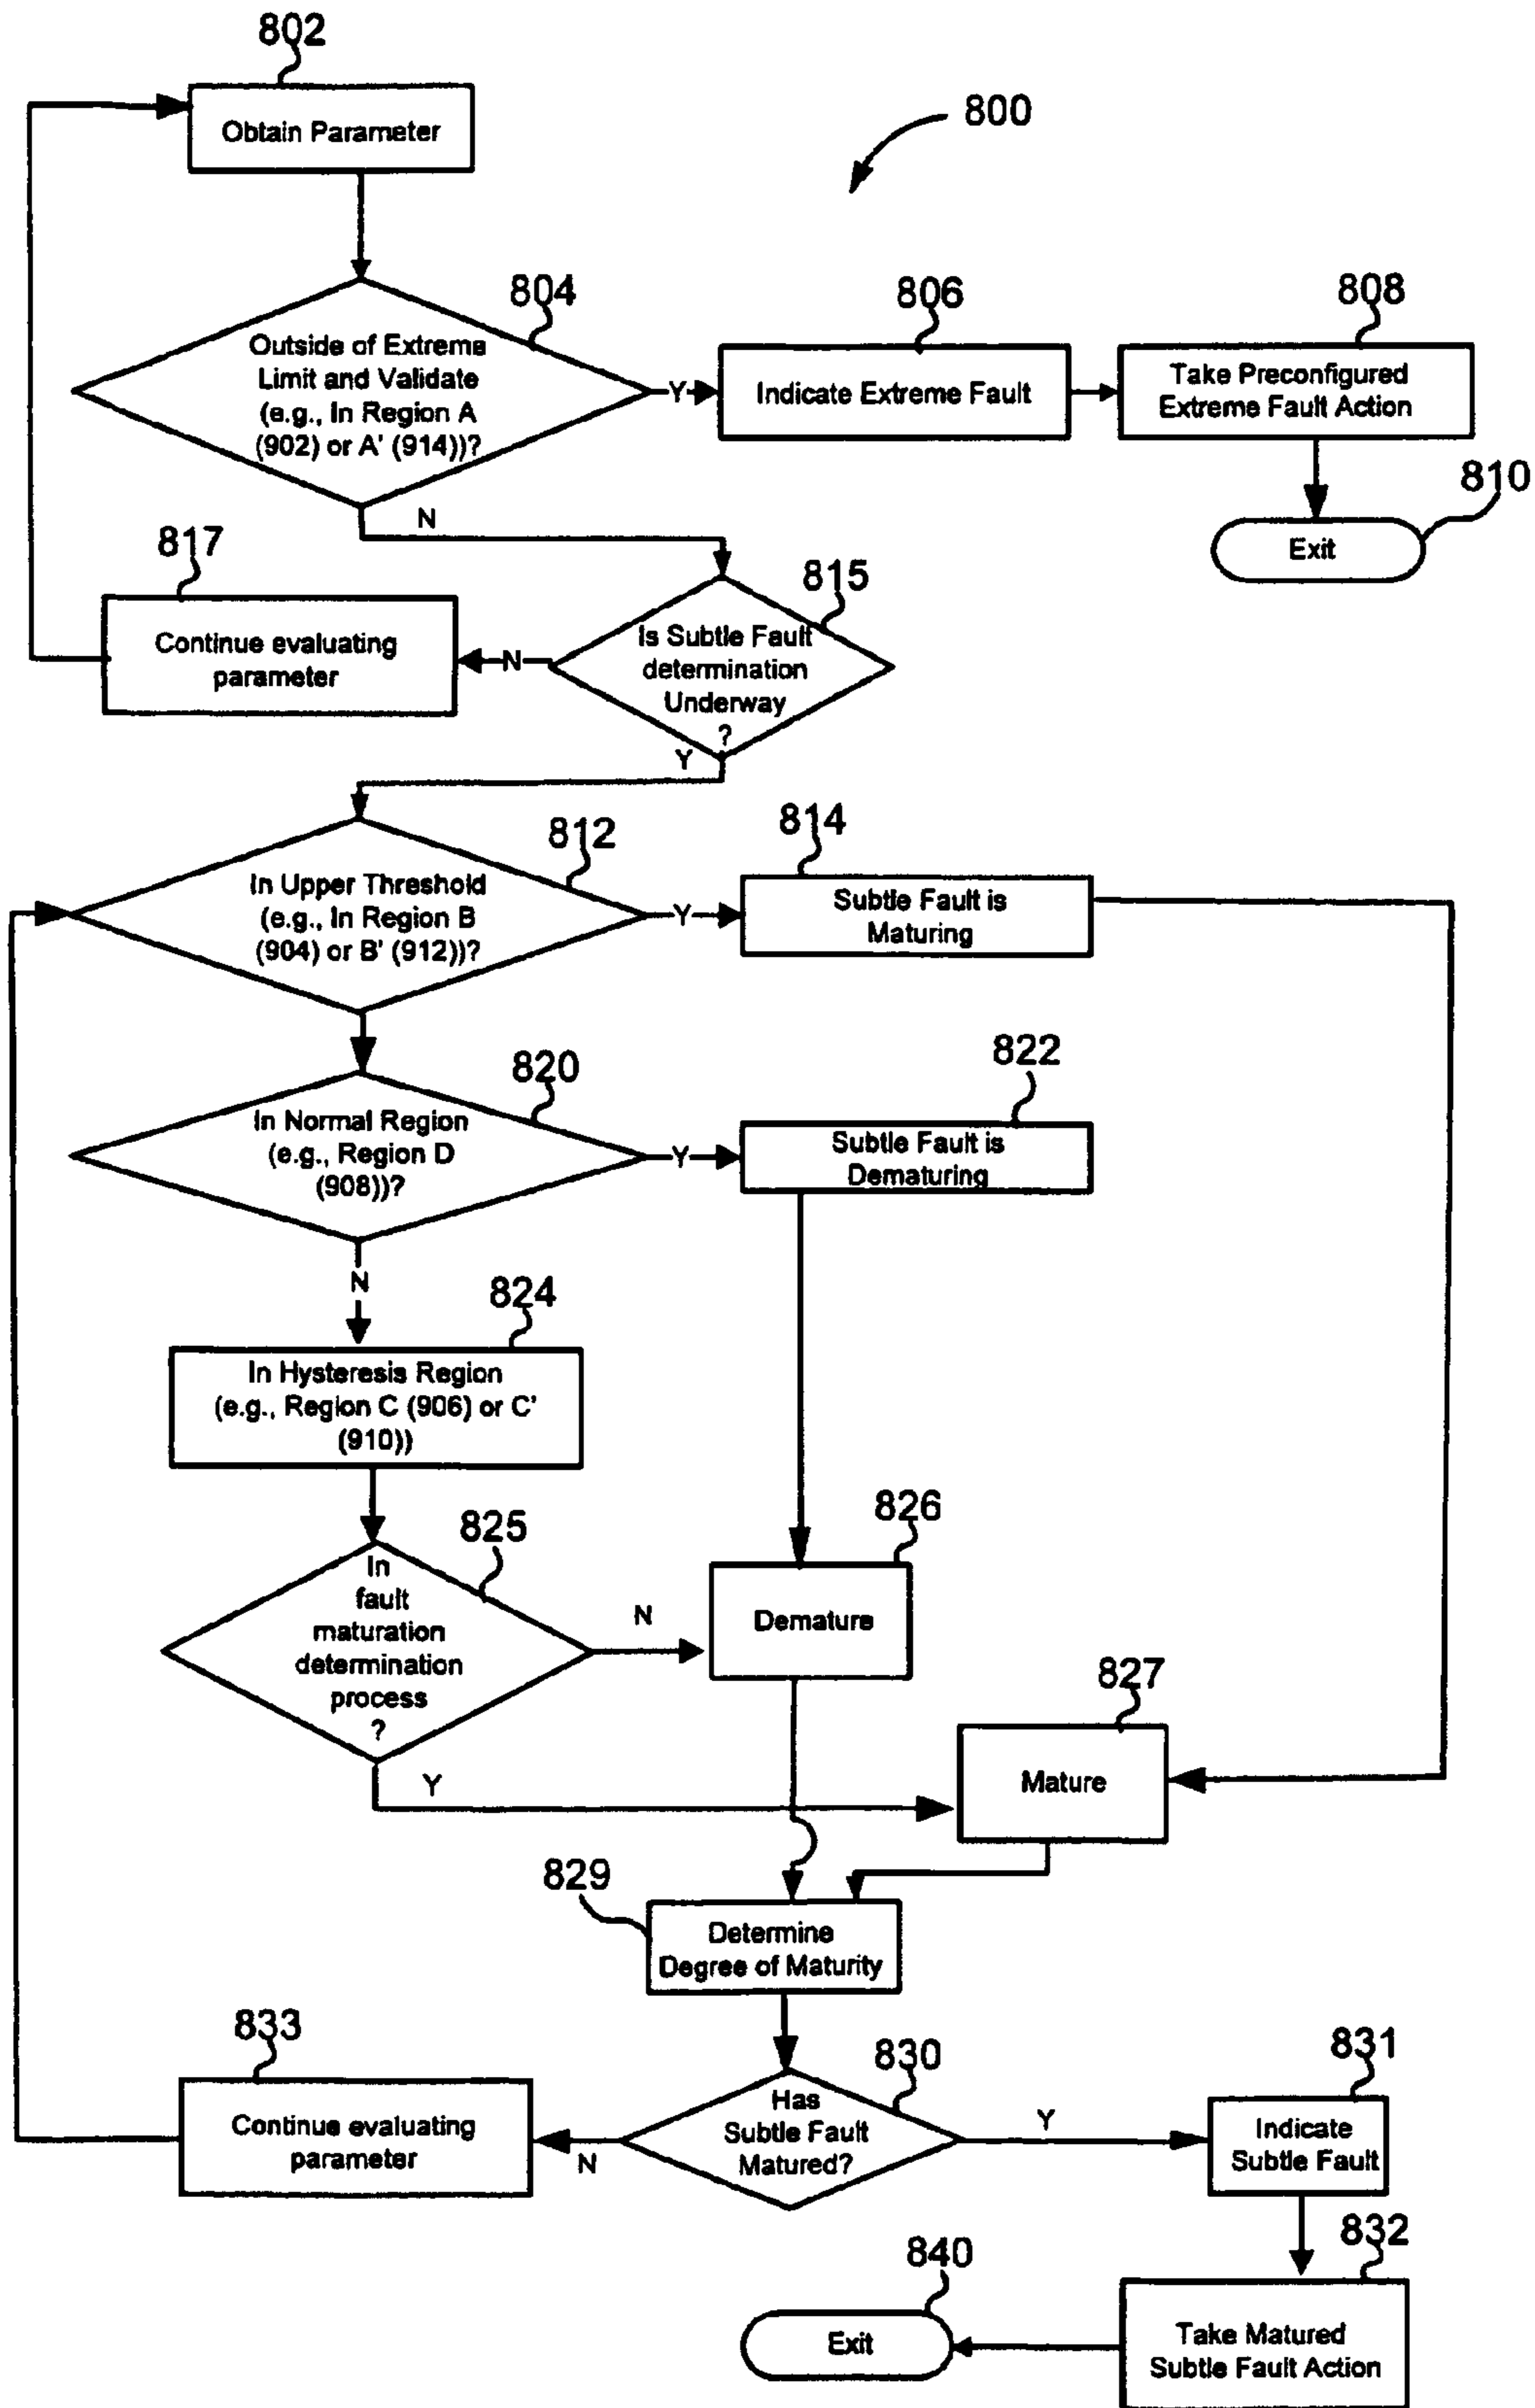 802
Obtain Parameter
800
804
Outside of Extreme
Limit and Validate
(e.g., In Region A
(902) or A' (914))?
Y
806
Indicate Extreme Fault
808
Take Preconfigured
Extreme Fault Action
810
Exit
N
817
Continue evaluating
parameter
N
815
Is Subtle Fault
determination
Underway
?
Y
812
In Upper Threshold
(e.g., In Region B
(904) or B' (912))?
Y
814
Subtle Fault is
Maturing
820
In Normal Region
(e.g., Region D
(908))?
Y
822
Subtle Fault is
Dematuring
N
824
In Hysteresis Region
(e.g., Region C (906) or C'
(910))
825
In
fault
maturation
determination
process
?
N
826
Demature
Y
827
Mature
829
Determine
Degree of Maturity
833
Continue evaluating
parameter
N
830
Has
Subtle Fault
Matured?
Y
831
Indicate
Subtle Fault
832
Take Matured
Subtle Fault Action
840
Exit